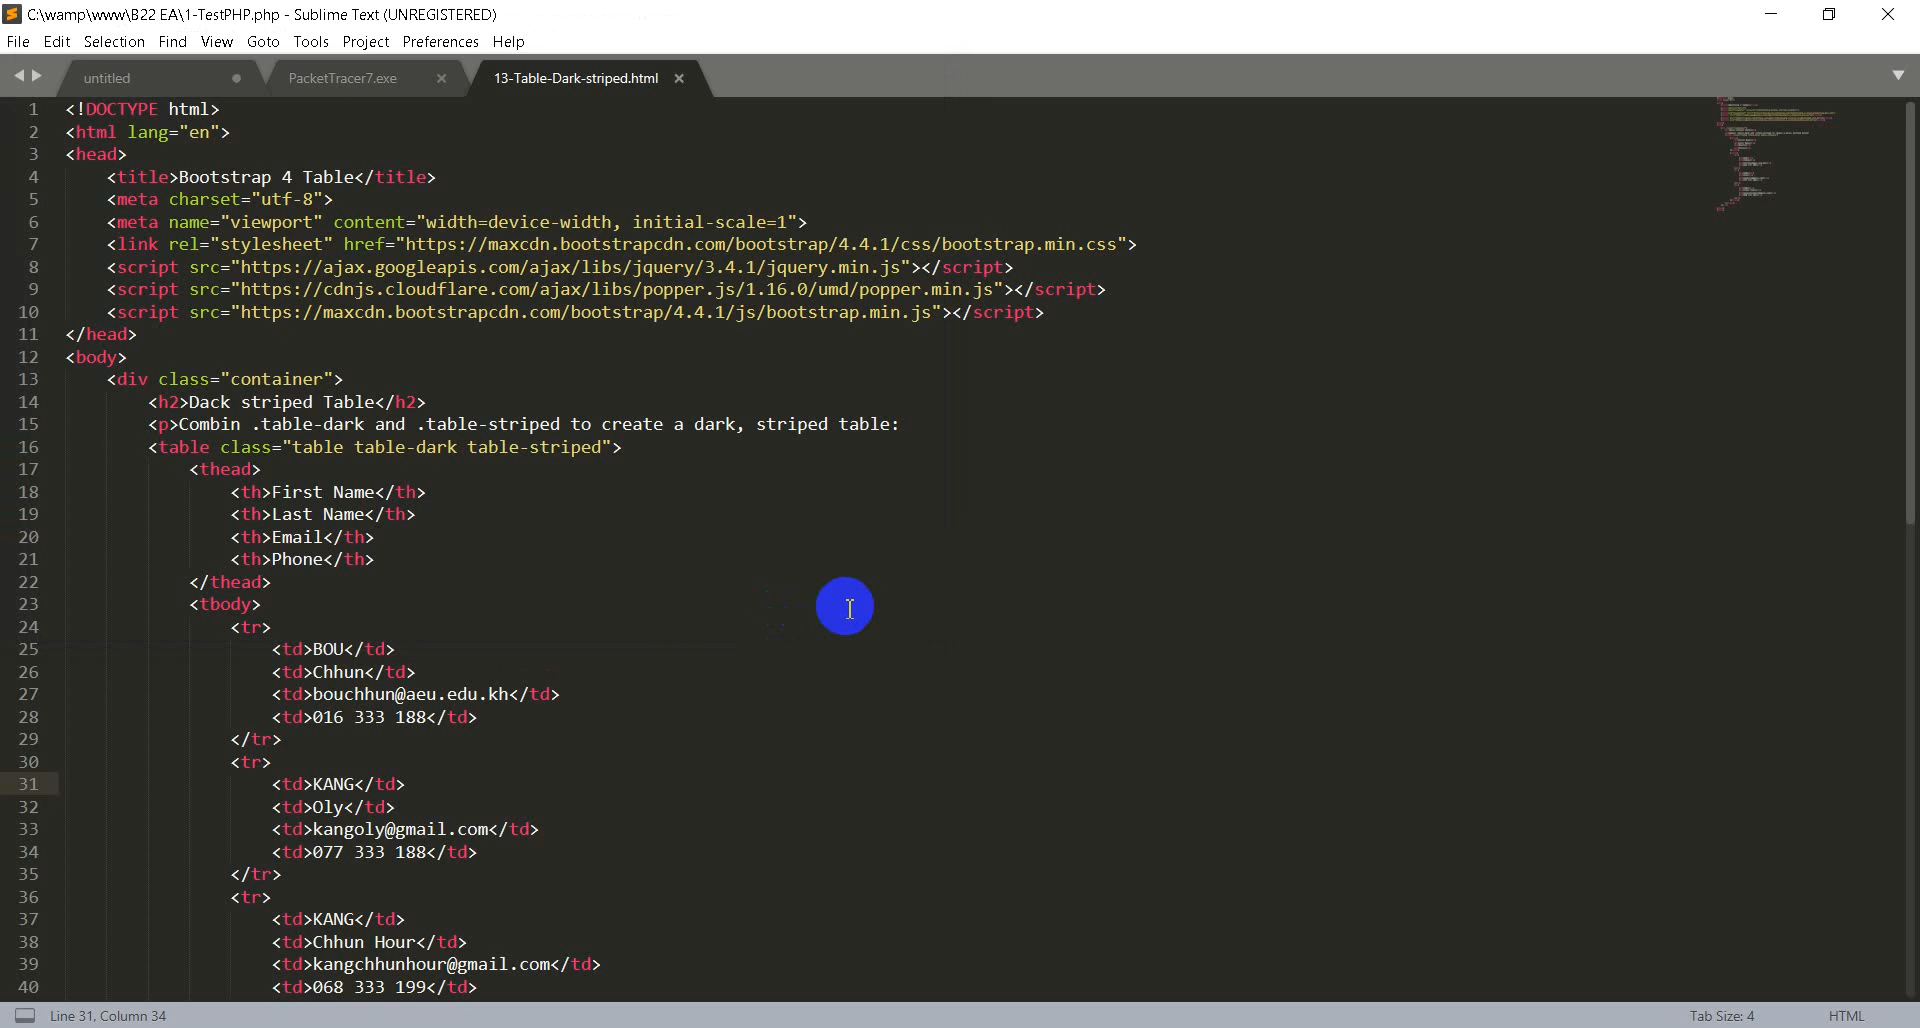 C:\wamp\www\B22 EA\1-TestPHP.php - Sublime Text (UNREGISTERED)
File Edit Selection Find View Goto Tools Project Preferences Help
untitled PacketTracer7.exe 13-Table-Dark-striped.html
1 <!DOCTYPE html>
2 <html lang="en">
3 <head>
4 <title>Bootstrap 4 Table</title>
5 <meta charset="utf-8">
6 <meta name="viewport" content="width=device-width, initial-scale=1">
7 <link rel="stylesheet" href="https://maxcdn.bootstrapcdn.com/bootstrap/4.4.1/css/bootstrap.min.css">
8 <script src="https://ajax.googleapis.com/ajax/libs/jquery/3.4.1/jquery.min.js"></script>
9 <script src="https://cdnjs.cloudflare.com/ajax/libs/popper.js/1.16.0/umd/popper.min.js"></script>
10 <script src="https://maxcdn.bootstrapcdn.com/bootstrap/4.4.1/js/bootstrap.min.js"></script>
11 </head>
12 <body>
13 <div class="container">
14 <h2>Dack striped Table</h2>
15 <p>Combin .table-dark and .table-striped to create a dark, striped table:
16 <table class="table table-dark table-striped">
17 <thead>
18 <th>First Name</th>
19 <th>Last Name</th>
20 <th>Email</th>
21 <th>Phone</th>
22 </thead>
23 <tbody>
24 <tr>
25 <td>BOU</td>
26 <td>Chhun</td>
27 <td>bouchhun@aeu.edu.kh</td>
28 <td>016 333 188</td>
29 </tr>
30 <tr>
31 <td>KANG</td>
32 <td>Oly</td>
33 <td>kangoly@gmail.com</td>
34 <td>077 333 188</td>
35 </tr>
36 <tr>
37 <td>KANG</td>
38 <td>Chhun Hour</td>
39 <td>kangchhunhour@gmail.com</td>
40 <td>068 333 199</td>
Line 31, Column 34 Tab Size: 4 HTML